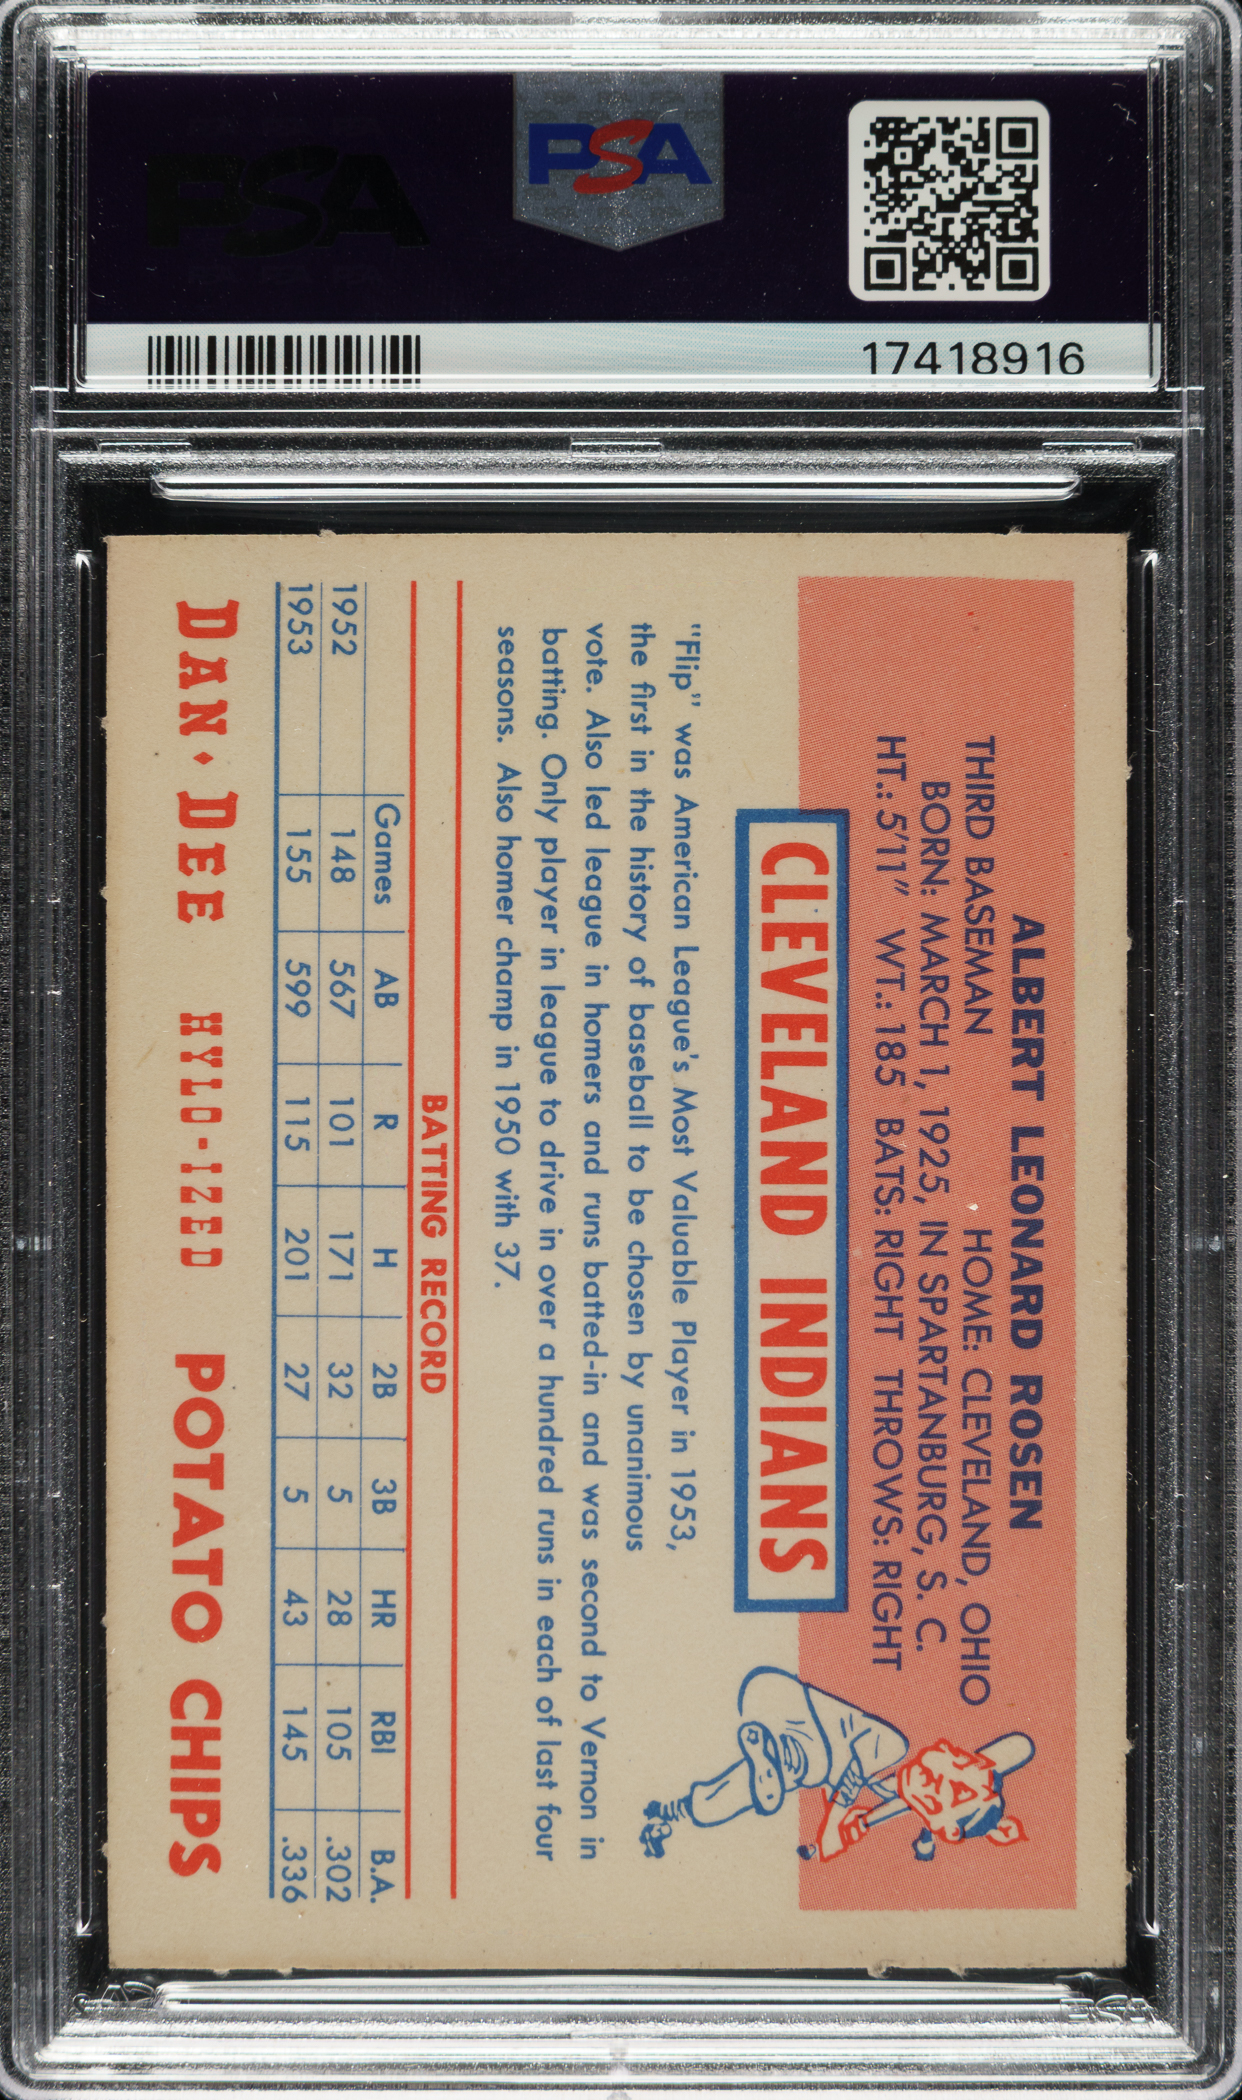 PSA
PSA
17418916
ALBERT LEONARD ROSEN
THIRD BASEMAN HOME: CLEVELAND, OHIO
BORN: MARCH 1, 1925, IN SPARTANBURG, S. C.
HT.: 5'11" WT.: 185 BATS: RIGHT THROWS: RIGHT
CLEVELAND INDIANS
"Flip" was American League's Most Valuable Player in 1953,
the first in the history of baseball to be chosen by unanimous
vote. Also led league in homers and runs batted-in and was second to Vernon in
batting. Only player in league to drive in over a hundred runs in each of last four
seasons. Also homer champ in 1950 with 37.
BATTING RECORD
Games AB R H 2B 3B HR RBI B.A.
1952 148 567 101 171 32 5 28 105 .302
1953 155 599 115 201 27 5 43 145 .336
DAN·DEE HYLO-IZED POTATO CHIPS
PSA
PSA